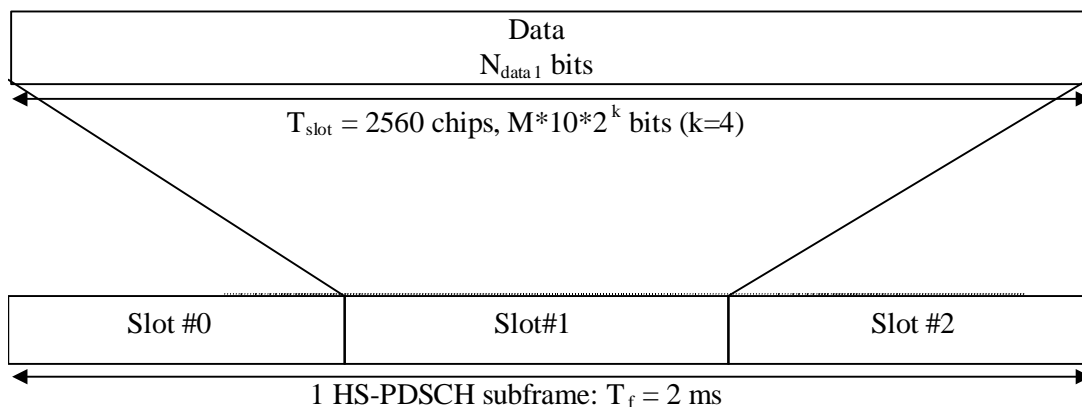 Data
N_data1 bits
T_slot = 2560 chips, M*10*2^k bits (k=4)
Slot #0 Slot#1 Slot #2
1 HS-PDSCH subframe: T_f = 2 ms